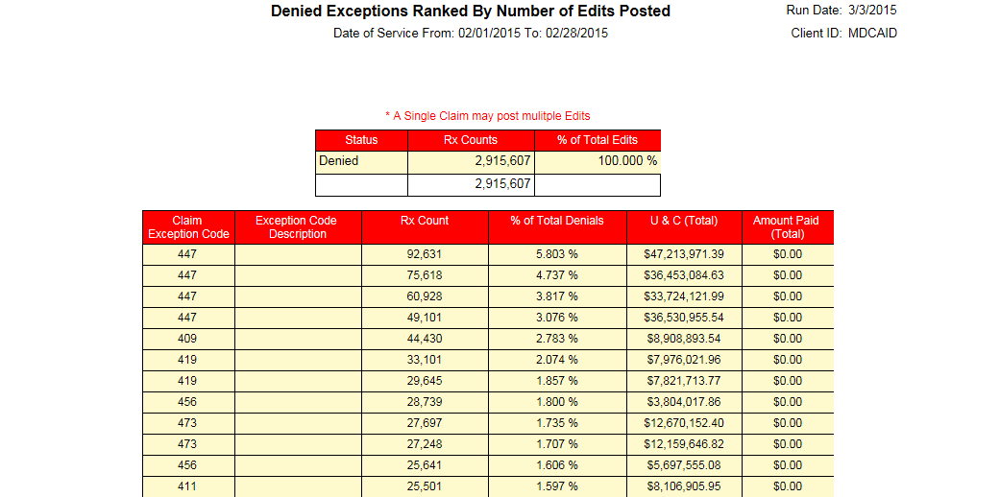 Denied Exceptions Ranked By Number of Edits Posted Run Date: 3/3/2015
Date of Service From: 02/01/2015 To: 02/28/2015 Client ID: MDCAID
* A Single Claim may post mulitple Edits
Status Rx Counts % of Total Edits
Denied 2,915,607 100.000 %
2,915,607
Claim Exception Code Exception Code Description Rx Count % of Total Denials U & C (Total) Amount Paid (Total)
447 92,631 5.803 % $47,213,971.39 $0.00
447 75,618 4.737 % $36,453,084.63 $0.00
447 60,928 3.817 % $33,724,121.99 $0.00
447 49,101 3.076 % $36,530,955.54 $0.00
409 44,430 2.783 % $8,908,893.54 $0.00
419 33,101 2.074 % $7,976,021.96 $0.00
419 29,645 1.857 % $7,821,713.77 $0.00
456 28,739 1.800 % $3,804,017.86 $0.00
473 27,697 1.735 % $12,670,152.40 $0.00
473 27,248 1.707 % $12,159,646.82 $0.00
456 25,641 1.606 % $5,697,555.08 $0.00
411 25,501 1.597 % $8,106,905.95 $0.00